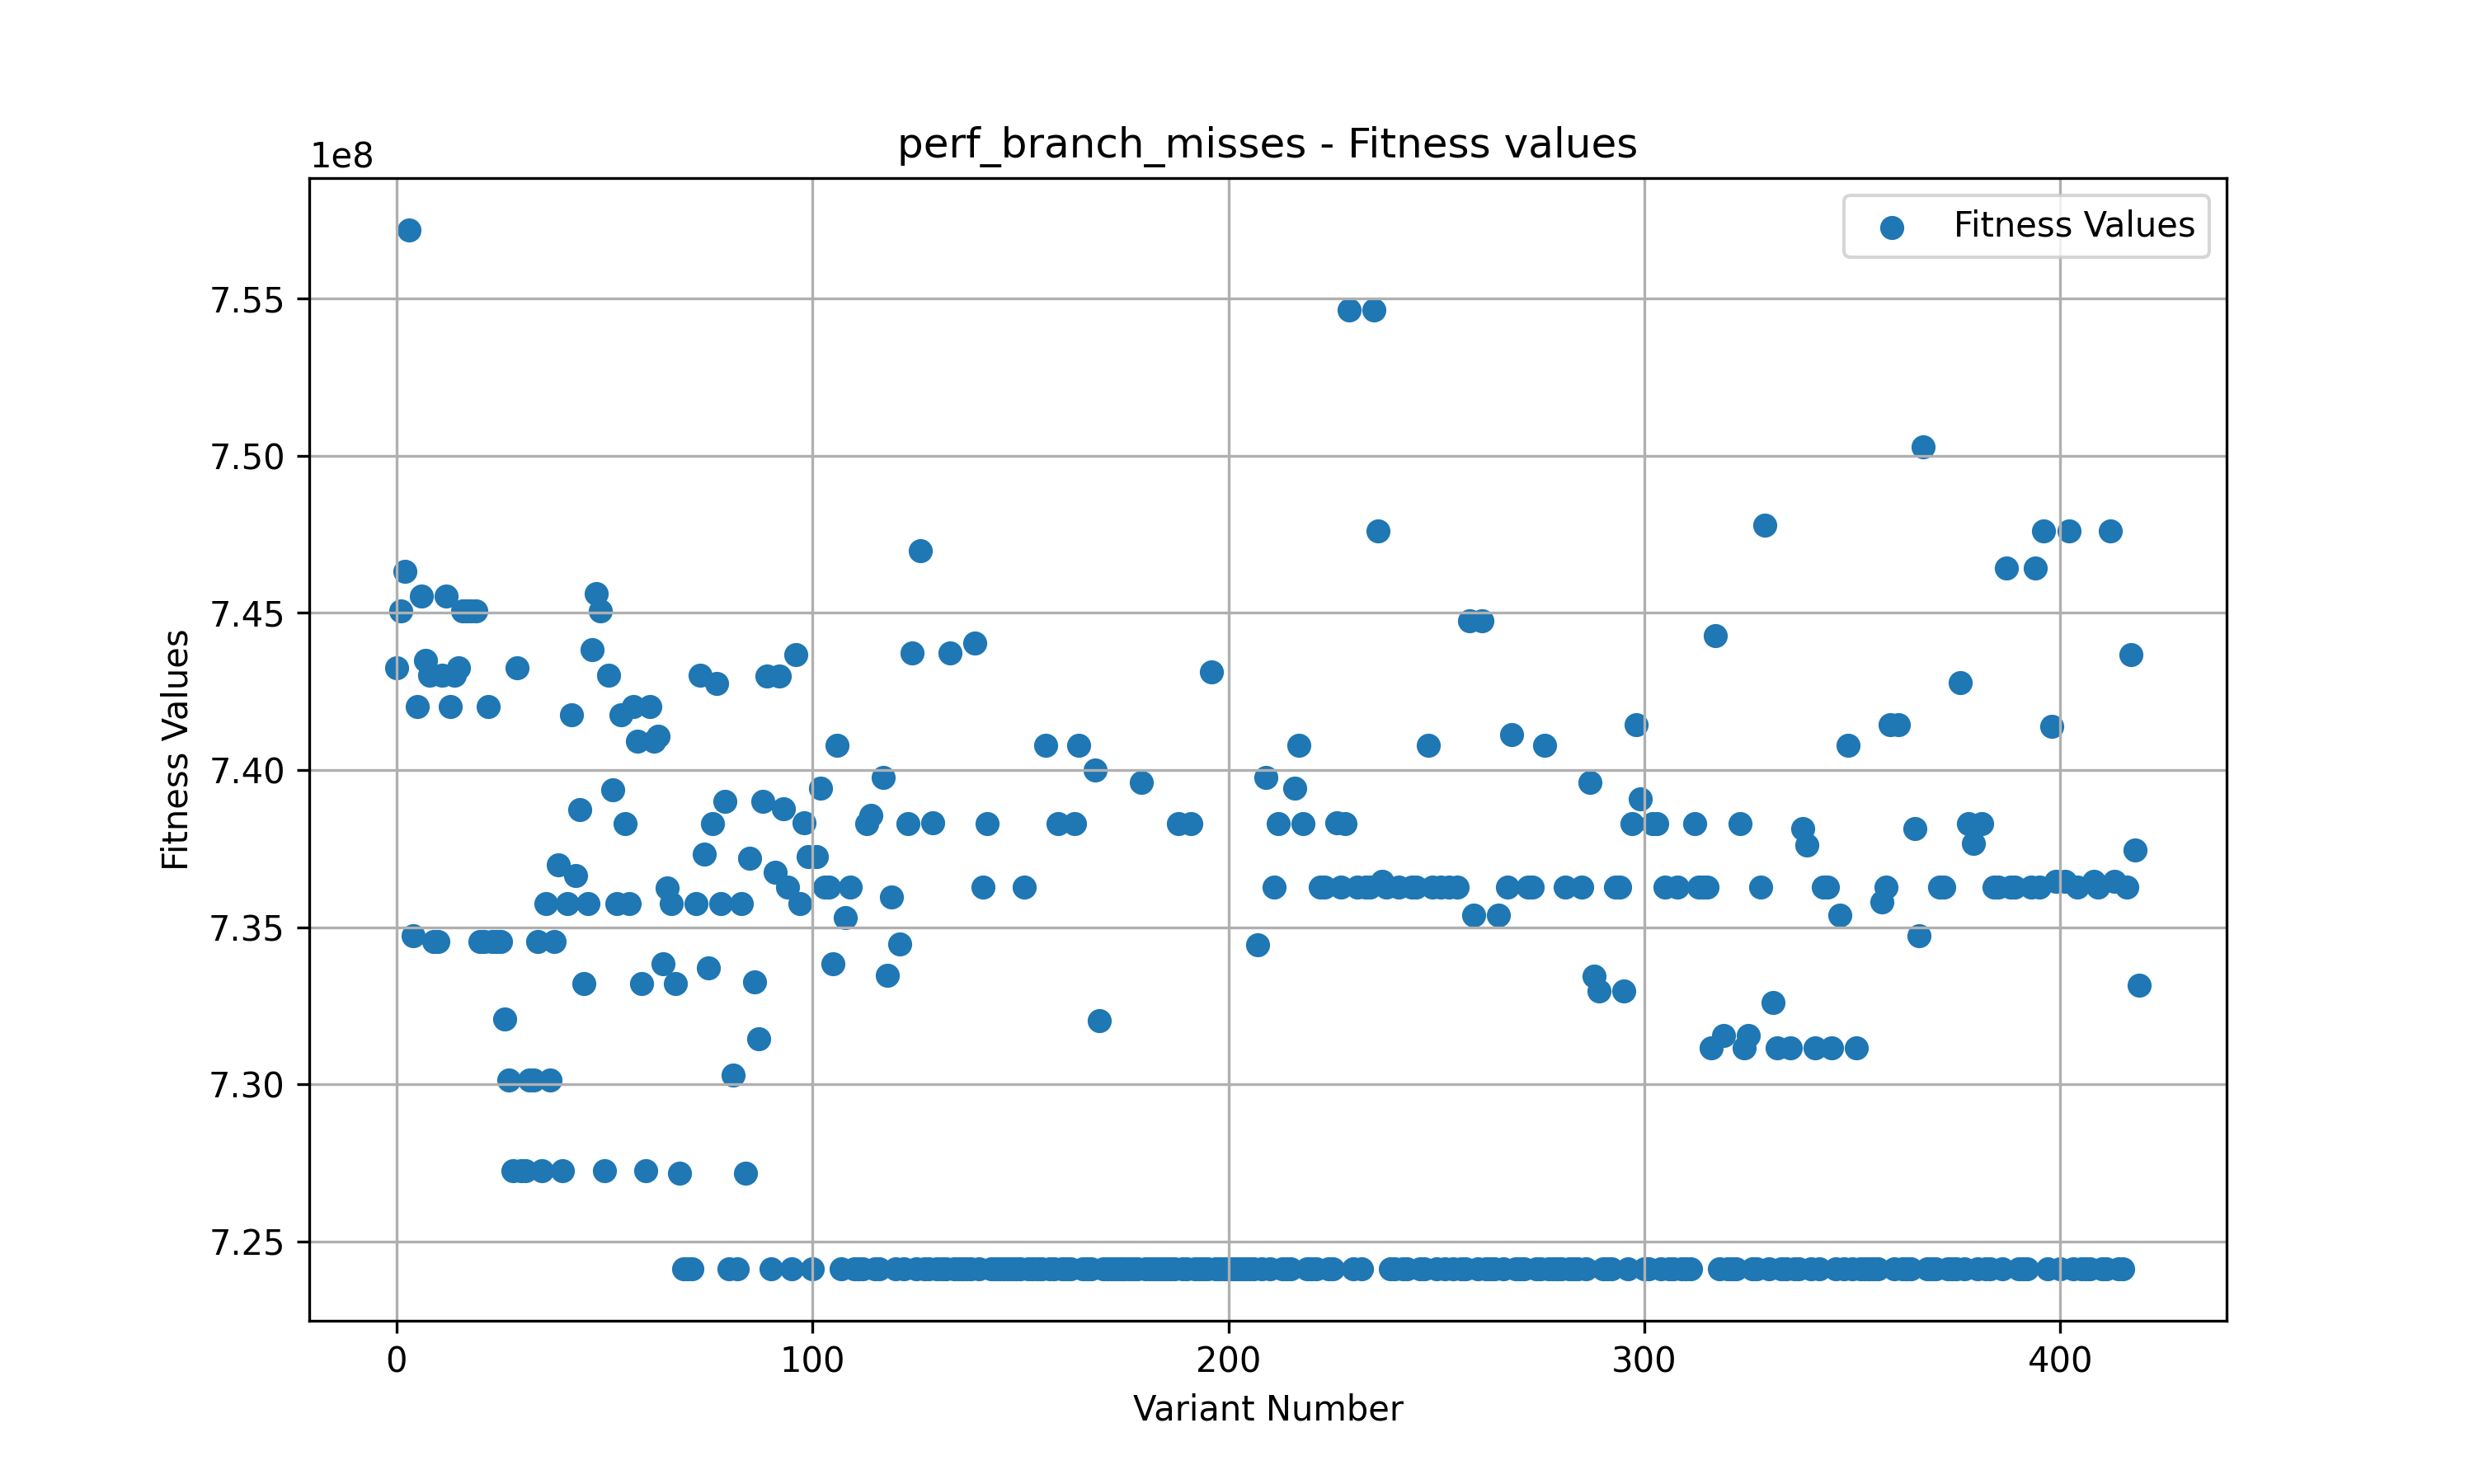 perf_branch_misses - Fitness values
1e8
Fitness Values
7.55
7.50
7.45
7.40
7.35
7.30
7.25
Fitness Values
0 100 200 300 400
Variant Number